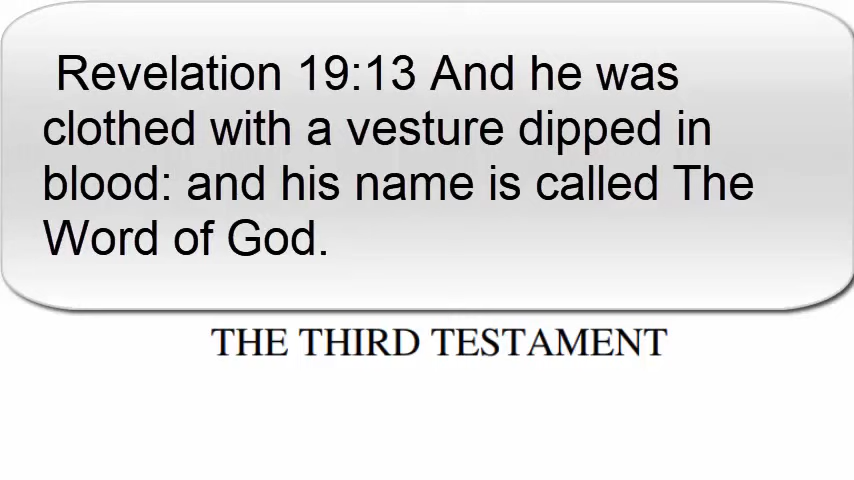 Revelation 19:13 And he was
clothed with a vesture dipped in
blood: and his name is called The
Word of God.
THE THIRD TESTAMENT